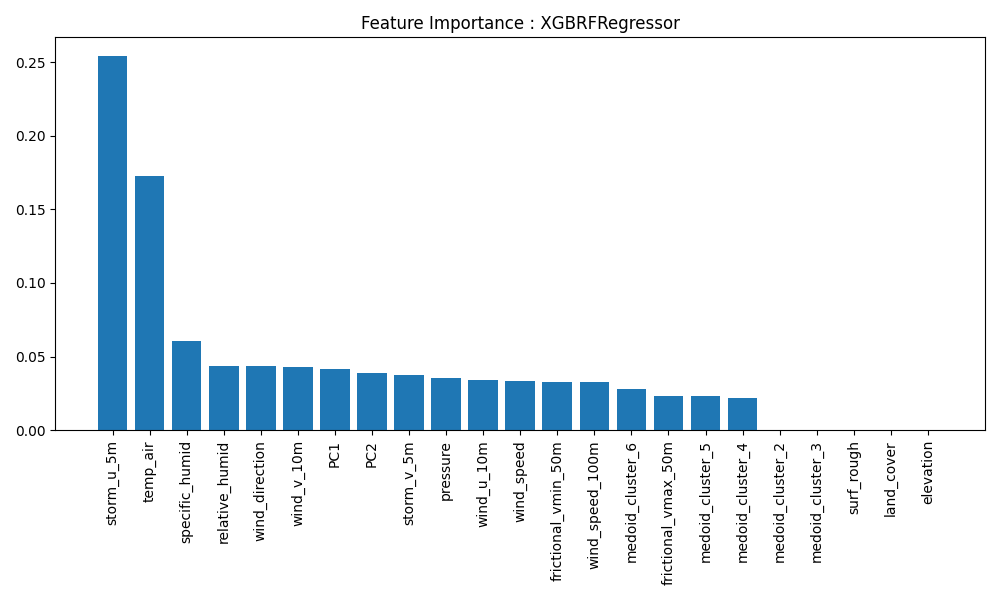 Feature Importance : XGBRFRegressor
0.25
0.20
0.15
0.10
0.05
0.00
storm_u_5m
temp_air
specific_humid
relative_humid
wind_direction
wind_v_10m
PC1
PC2
storm_v_5m
pressure
wind_u_10m
wind_speed
frictional_vmin_50m
wind_speed_100m
medoid_cluster_6
frictional_vmax_50m
medoid_cluster_5
medoid_cluster_4
medoid_cluster_2
medoid_cluster_3
surf_rough
land_cover
elevation